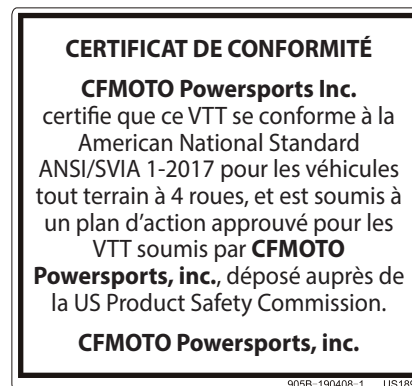 CERTIFICAT DE CONFORMITÉ
CFMOTO Powersports Inc.
certifie que ce VTT se conforme à la
American National Standard
ANSI/SVIA 1-2017 pour les véhicules
tout terrain à 4 roues, et est soumis à
un plan d’action approuvé pour les
VTT soumis par CFMOTO
Powersports, inc., déposé auprès de
la US Product Safety Commission.
CFMOTO Powersports, inc.
905B-190408-1 US189